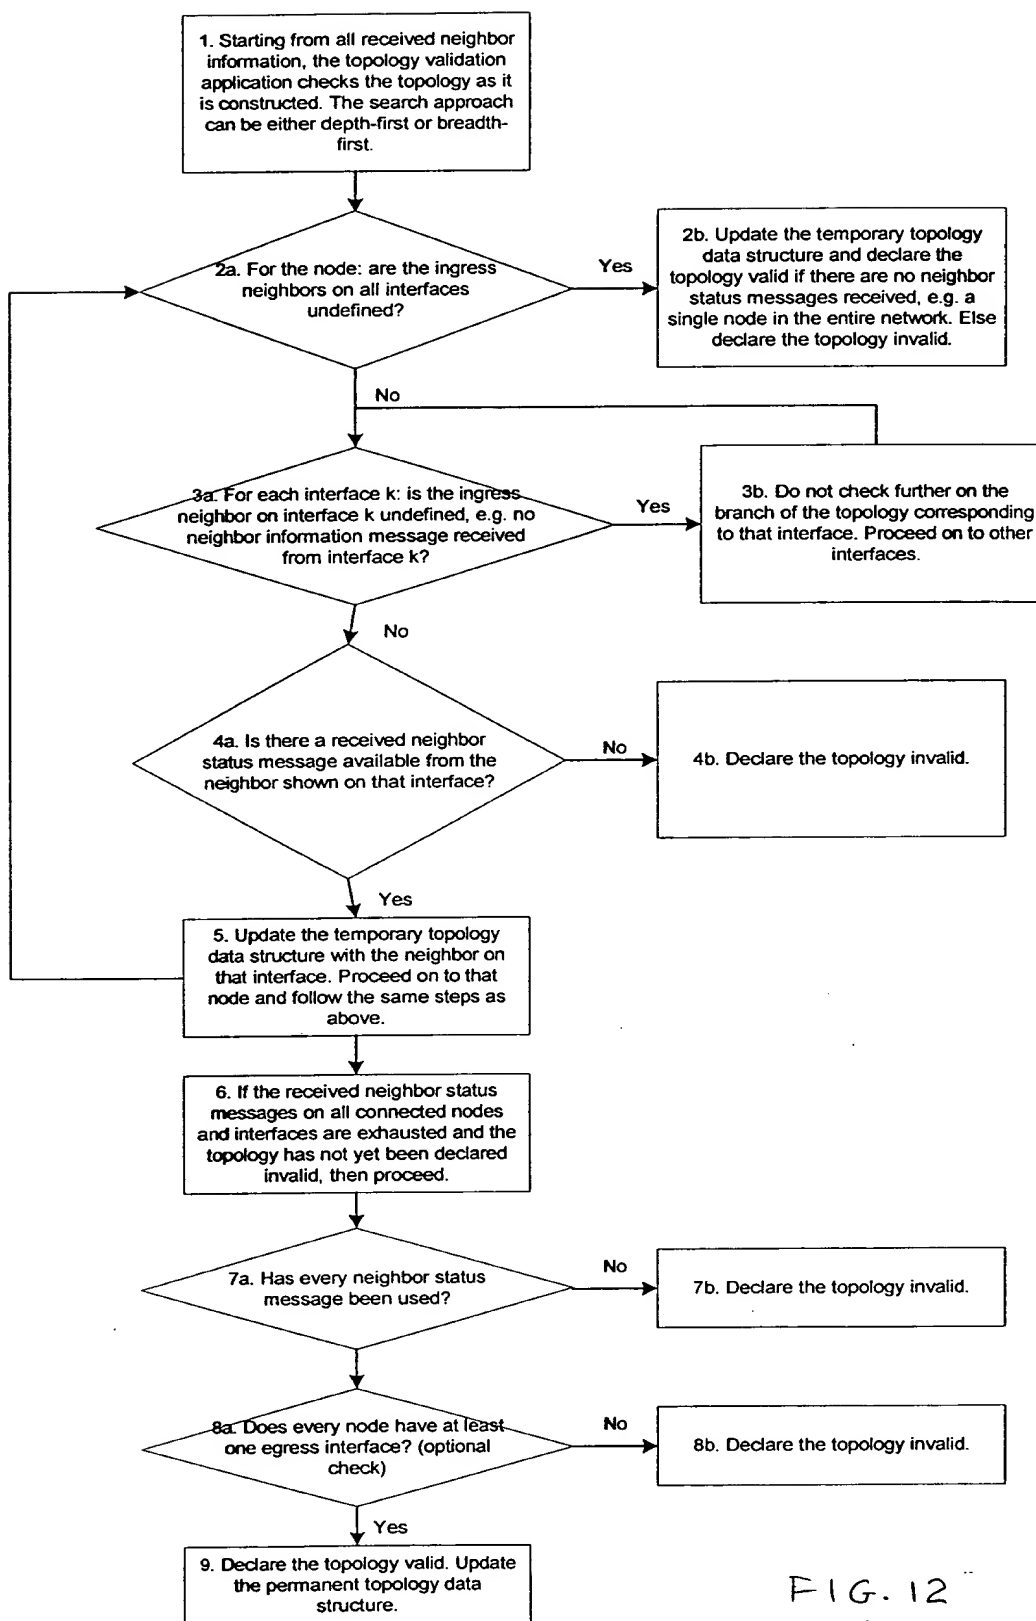 1. Starting from all received neighbor
information, the topology validation
application checks the topology as it
is constructed. The search approach
can be either depth-first or breadth-
first.
2a. For the node: are the ingress
neighbors on all interfaces
undefined?
Yes
2b. Update the temporary topology
data structure and declare the
topology valid if there are no neighbor
status messages received, e.g. a
single node in the entire network. Else
declare the topology invalid.
No
3a. For each interface k: is the ingress
neighbor on interface k undefined, e.g. no
neighbor information message received
from interface k?
Yes
3b. Do not check further on the
branch of the topology corresponding
to that interface. Proceed on to other
interfaces.
No
4a. Is there a received neighbor
status message available from the
neighbor shown on that interface?
No
4b. Declare the topology invalid.
Yes
5. Update the temporary topology
data structure with the neighbor on
that interface. Proceed on to that
node and follow the same steps as
above.
6. If the received neighbor status
messages on all connected nodes
and interfaces are exhausted and the
topology has not yet been declared
invalid, then proceed.
7a. Has every neighbor status
message been used?
No
7b. Declare the topology invalid.
8a. Does every node have at least
one egress interface? (optional
check)
No
8b. Declare the topology invalid.
Yes
9. Declare the topology valid. Update
the permanent topology data
structure.
FIG. 12